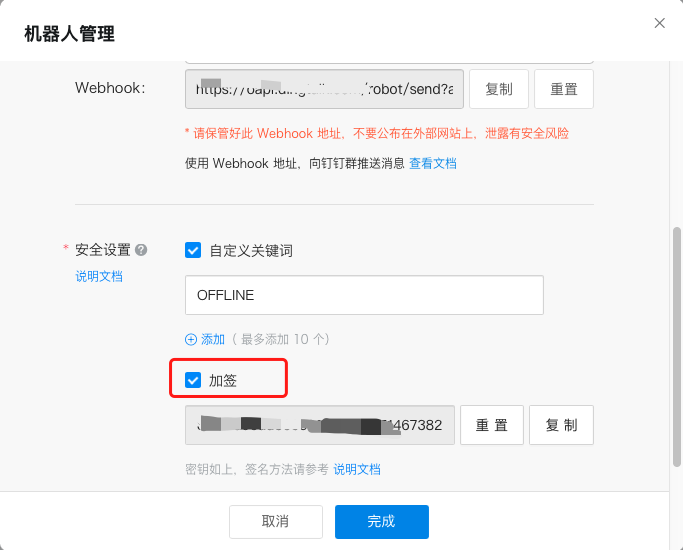 机器人管理
Webhook: /robot/send?a 复制 重置
* 请保管好此 Webhook 地址，不要公布在外部网站上，泄露有安全风险
使用 Webhook 地址，向钉钉群推送消息 查看文档
* 安全设置 ? 自定义关键词
说明文档
OFFLINE
添加（ 最多添加 10 个）
加签
1467382 重 置 复 制
密钥如上，签名方法请参考 说明文档
取消 完成